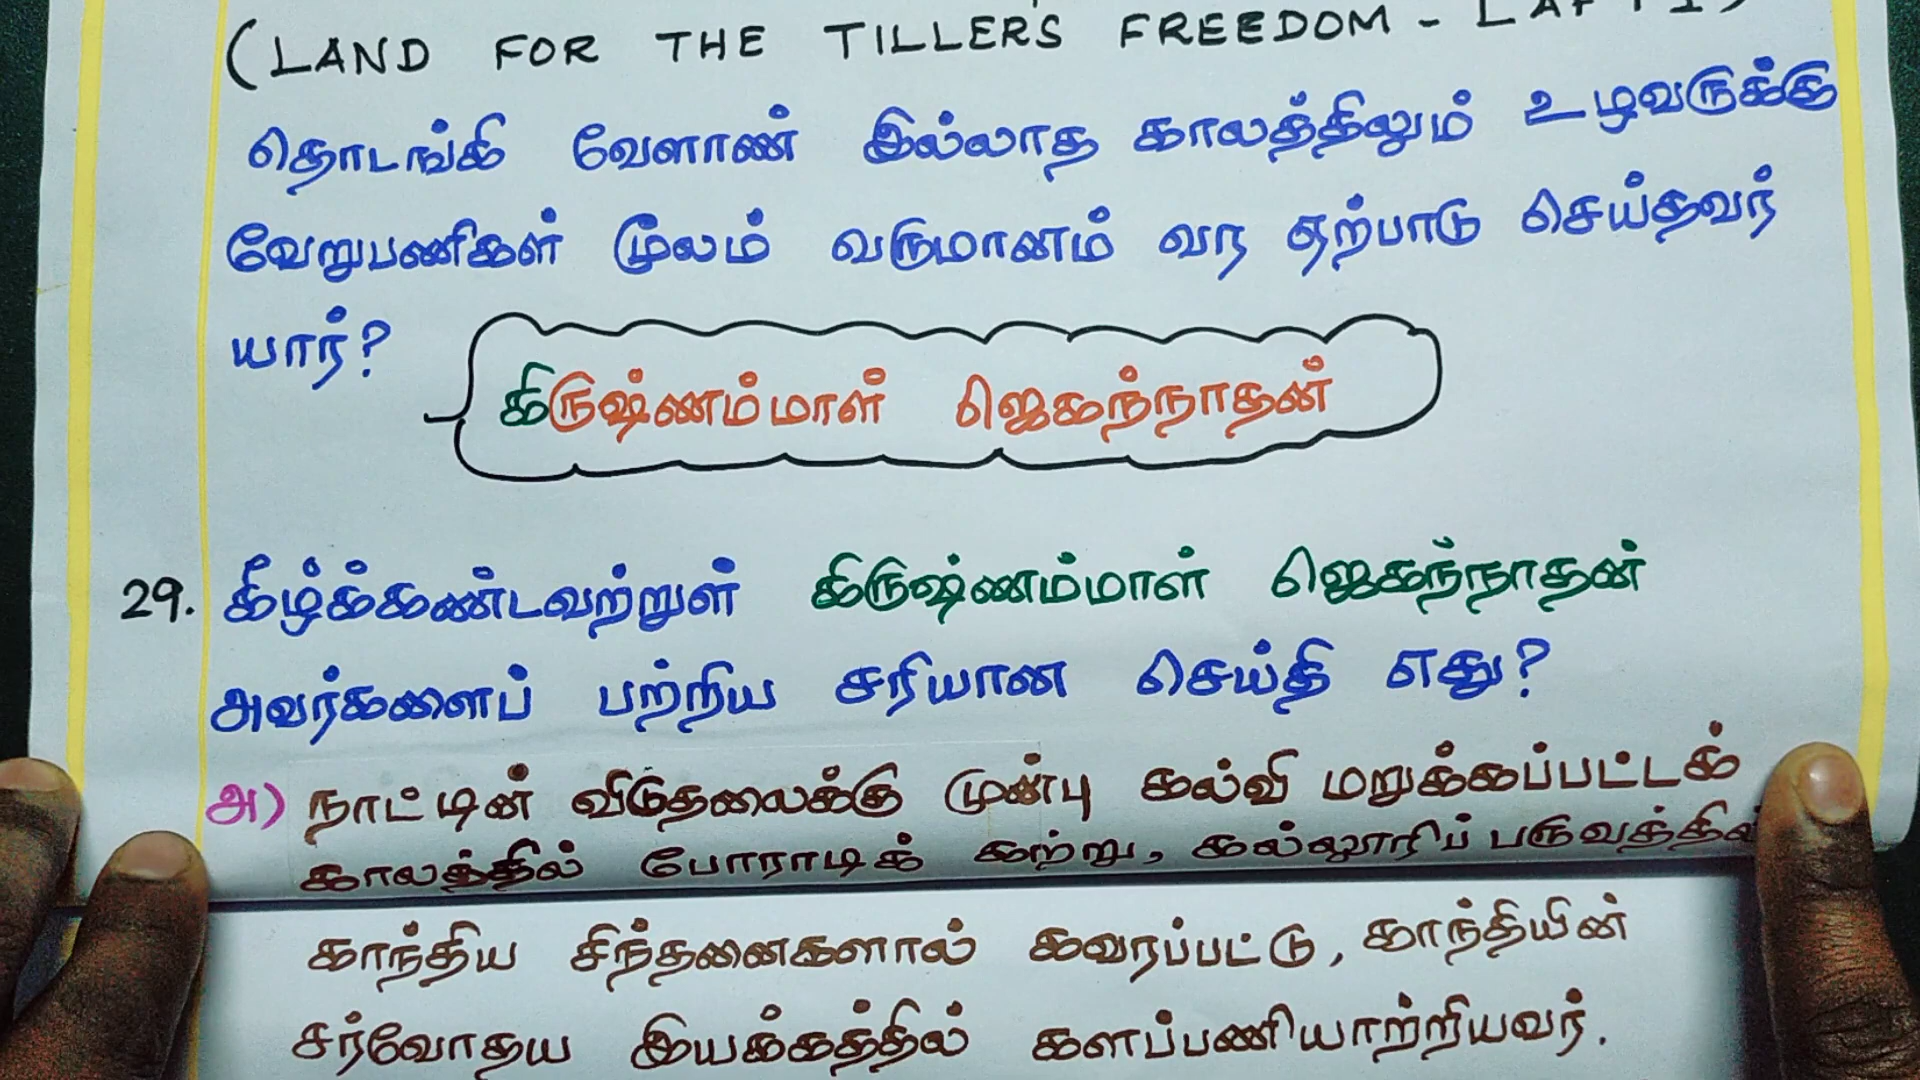 (LAND FOR THE TILLERS FREEDOM - LAFTI)
தொடங்கி வேளாண் இல்லாத காலத்திலும் உழவருக்கு
வேறுபணிகள் மூலம் வருமானம் வர ஏற்பாடு செய்தவர்
யார்?
கிருஷ்ணம்மாள் ஜெகந்நாதன்
29. கீழ்க்கண்டவற்றுள் கிருஷ்ணம்மாள் ஜெகந்நாதன்
அவர்களைப் பற்றிய சரியான செய்தி எது?
அ) நாட்டின் விடுதலைக்கு முன்பு கல்வி மறுக்கப்பட்டக்
காலத்தில் போராடிக் கற்று, கல்லூரிப் பருவத்தில்
காந்திய சிந்தனைகளால் கவரப்பட்டு, காந்தியின்
சர்வோதய இயக்கத்தில் களப்பணியாற்றியவர்.